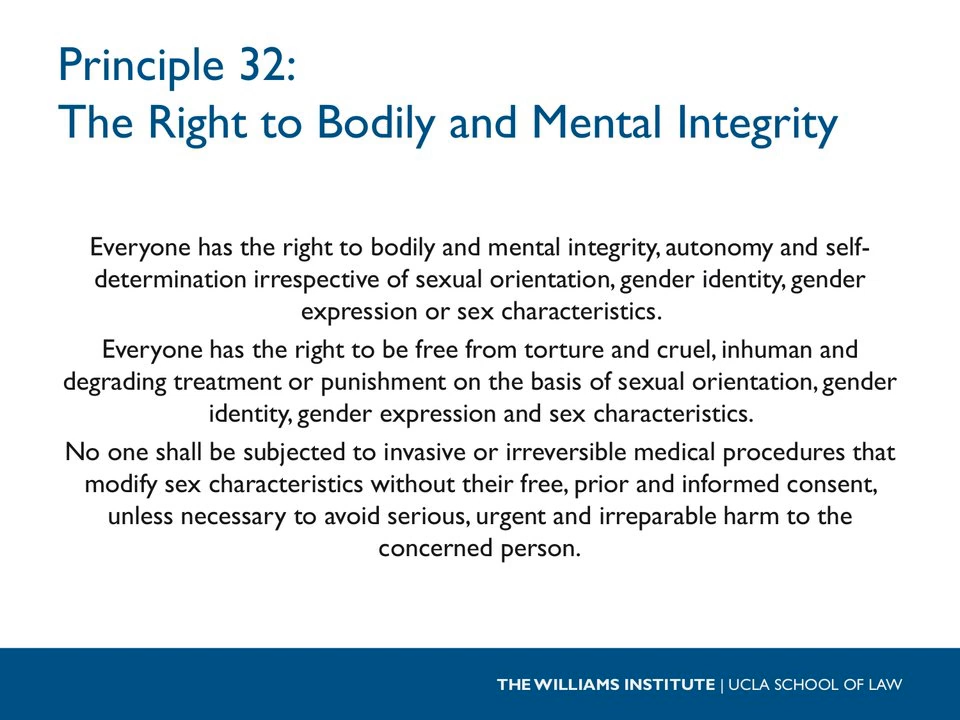 Principle 32:
The Right to Bodily and Mental Integrity
Everyone has the right to bodily and mental integrity, autonomy and self-
determination irrespective of sexual orientation, gender identity, gender
expression or sex characteristics.
Everyone has the right to be free from torture and cruel, inhuman and
degrading treatment or punishment on the basis of sexual orientation, gender
identity, gender expression and sex characteristics.
No one shall be subjected to invasive or irreversible medical procedures that
modify sex characteristics without their free, prior and informed consent,
unless necessary to avoid serious, urgent and irreparable harm to the
concerned person.
THE WILLIAMS INSTITUTE | UCLA SCHOOL OF LAW